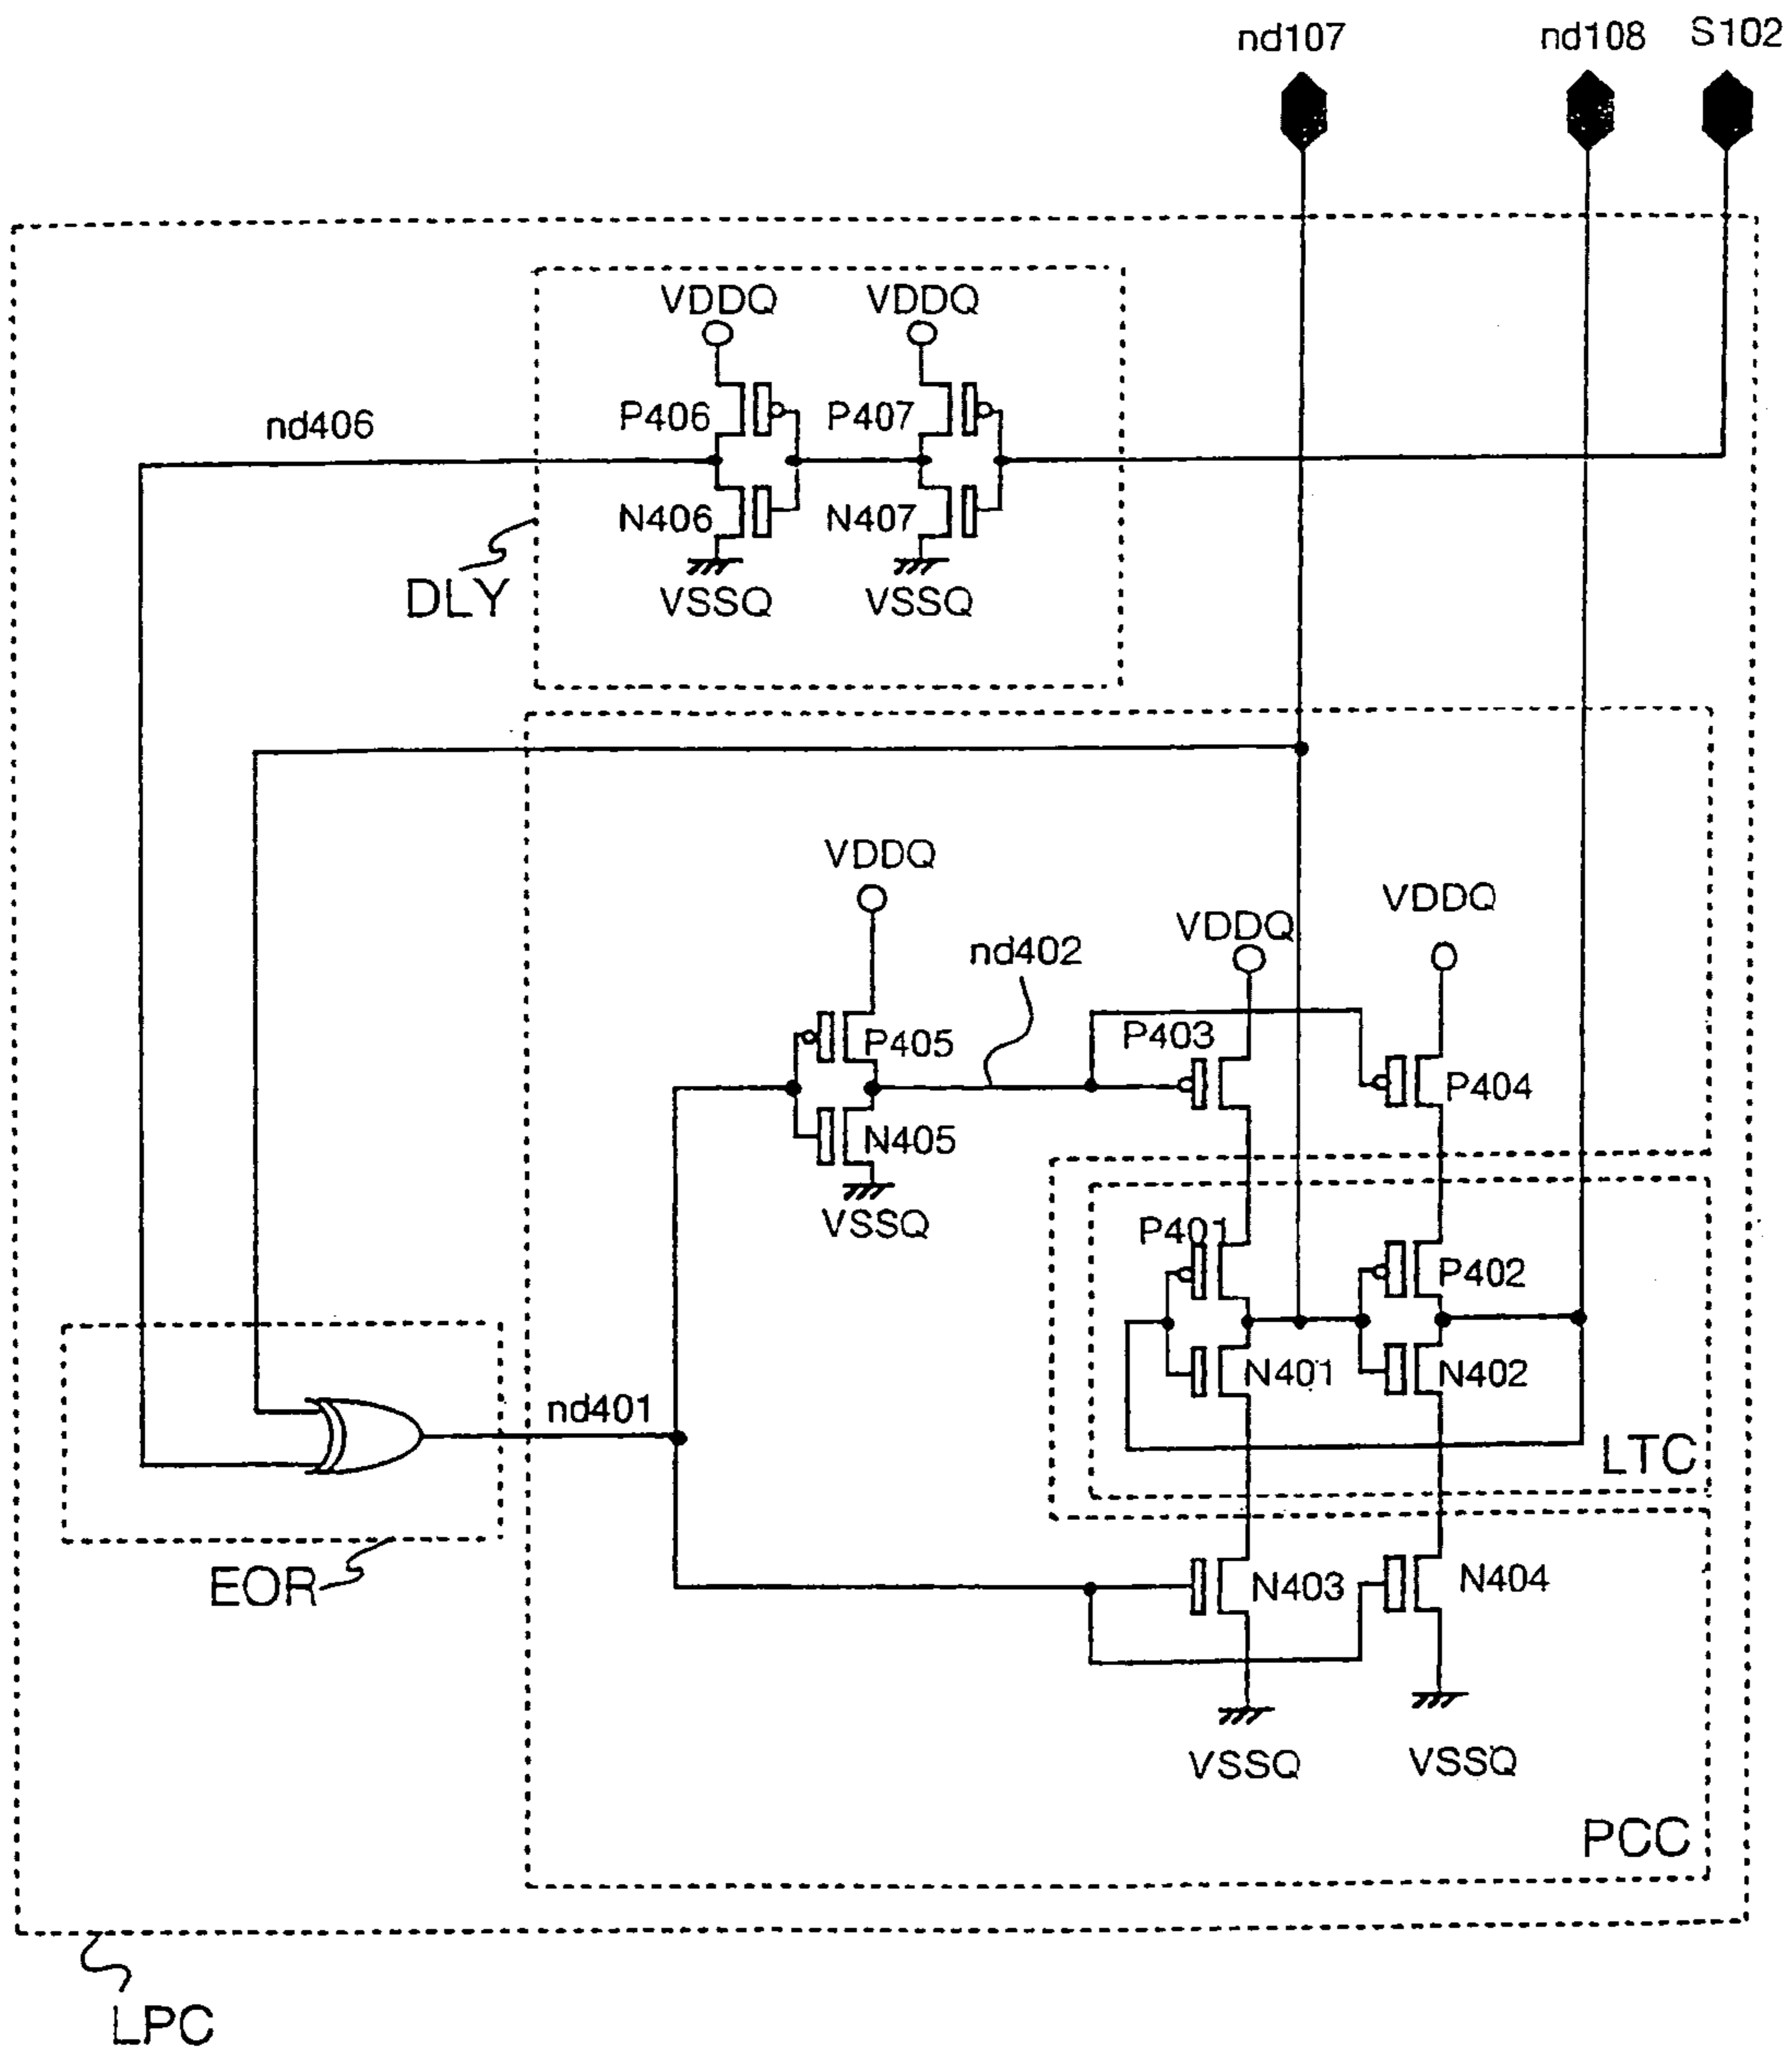 nd107 nd108 S102
VDDQ VDDQ
nd406 P406 P407
N406 N407
DLY VSSQ VSSQ
VDDQ VDDQ VDDQ
nd402
P403
P405 P404
N405
VSSQ
P401 P402
N401 N402
nd401
LTC
EOR N403 N404
VSSQ VSSQ
PCC
LPC